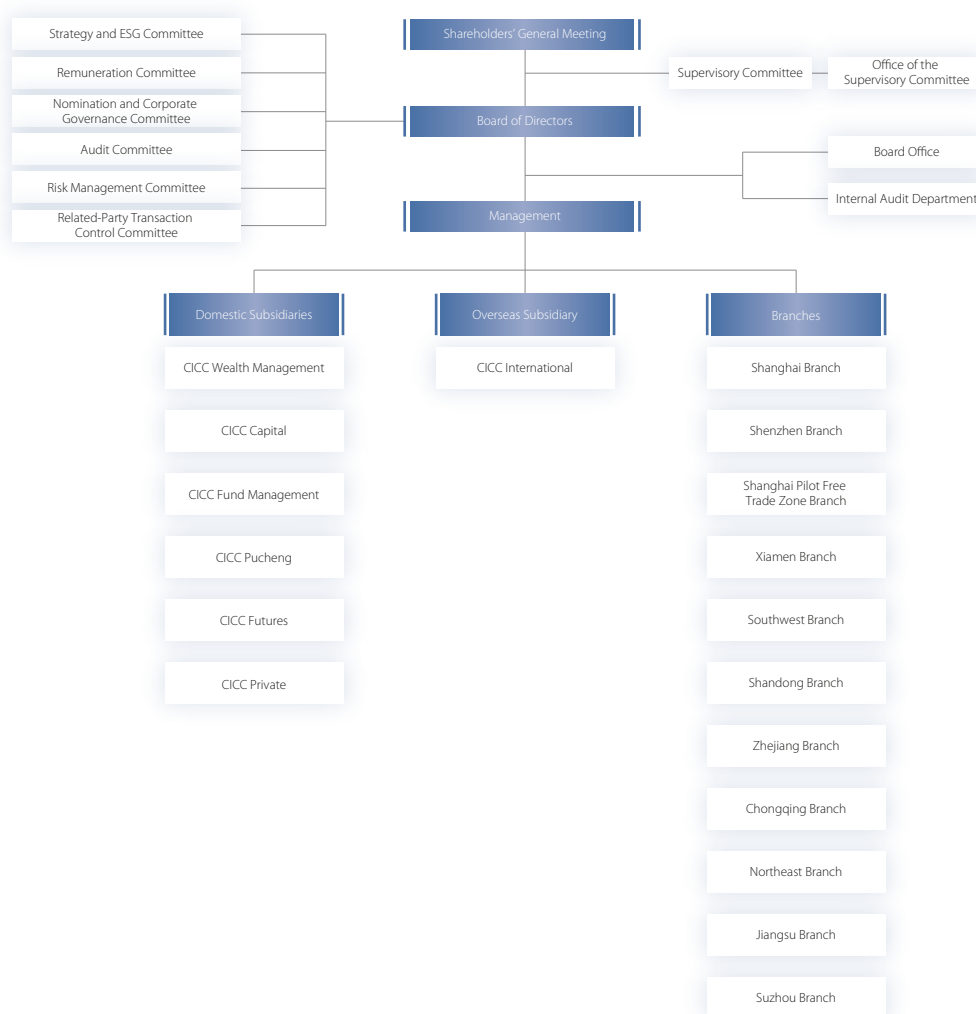 Strategy and ESG Committee
Remuneration Committee
Nomination and Corporate
Governance Committee
Audit Committee
Risk Management Committee
Related-Party Transaction
Control Committee
Shareholders' General Meeting
Supervisory Committee
Office of the
Supervisory Committee
Board of Directors
Board Office
Internal Audit Department
Management
Domestic Subsidiaries
CICC Wealth Management
CICC Capital
CICC Fund Management
CICC Pucheng
CICC Futures
CICC Private
Overseas Subsidiary
CICC International
Branches
Shanghai Branch
Shenzhen Branch
Shanghai Pilot Free
Trade Zone Branch
Xiamen Branch
Southwest Branch
Shandong Branch
Zhejiang Branch
Chongqing Branch
Northeast Branch
Jiangsu Branch
Suzhou Branch